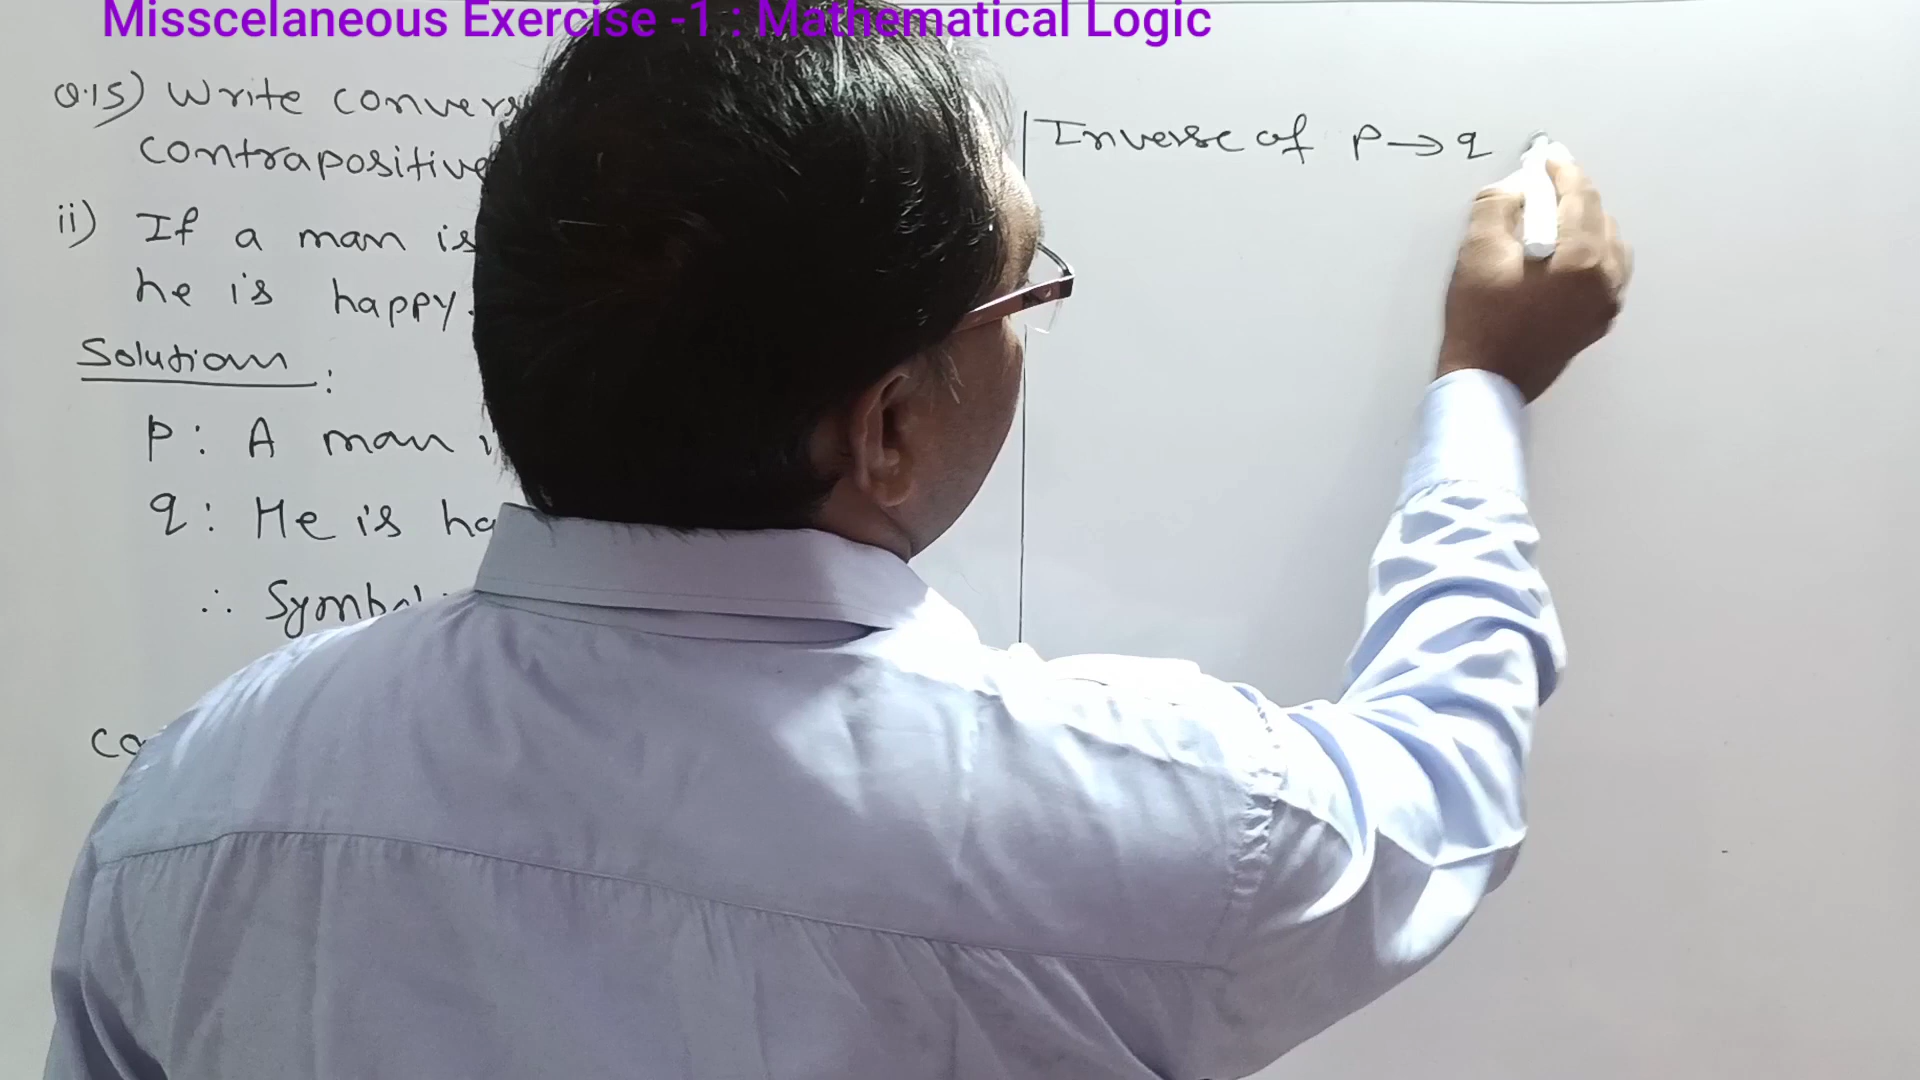 Misscelaneous Exercise -1 : Mathematical Logic
Q.15) Write convers
contrapositive
ii) If a man is
he is happy.
Solution :
p : A man
q : He is ha
∴ Symbol
co
Inverse of p → q